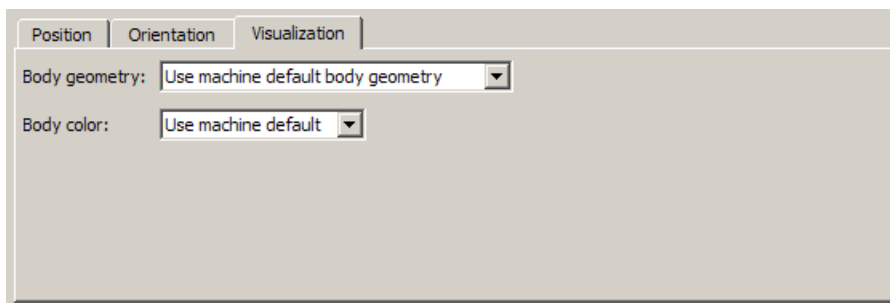 Position Orientation Visualization
Body geometry: Use machine default body geometry
Body color: Use machine default